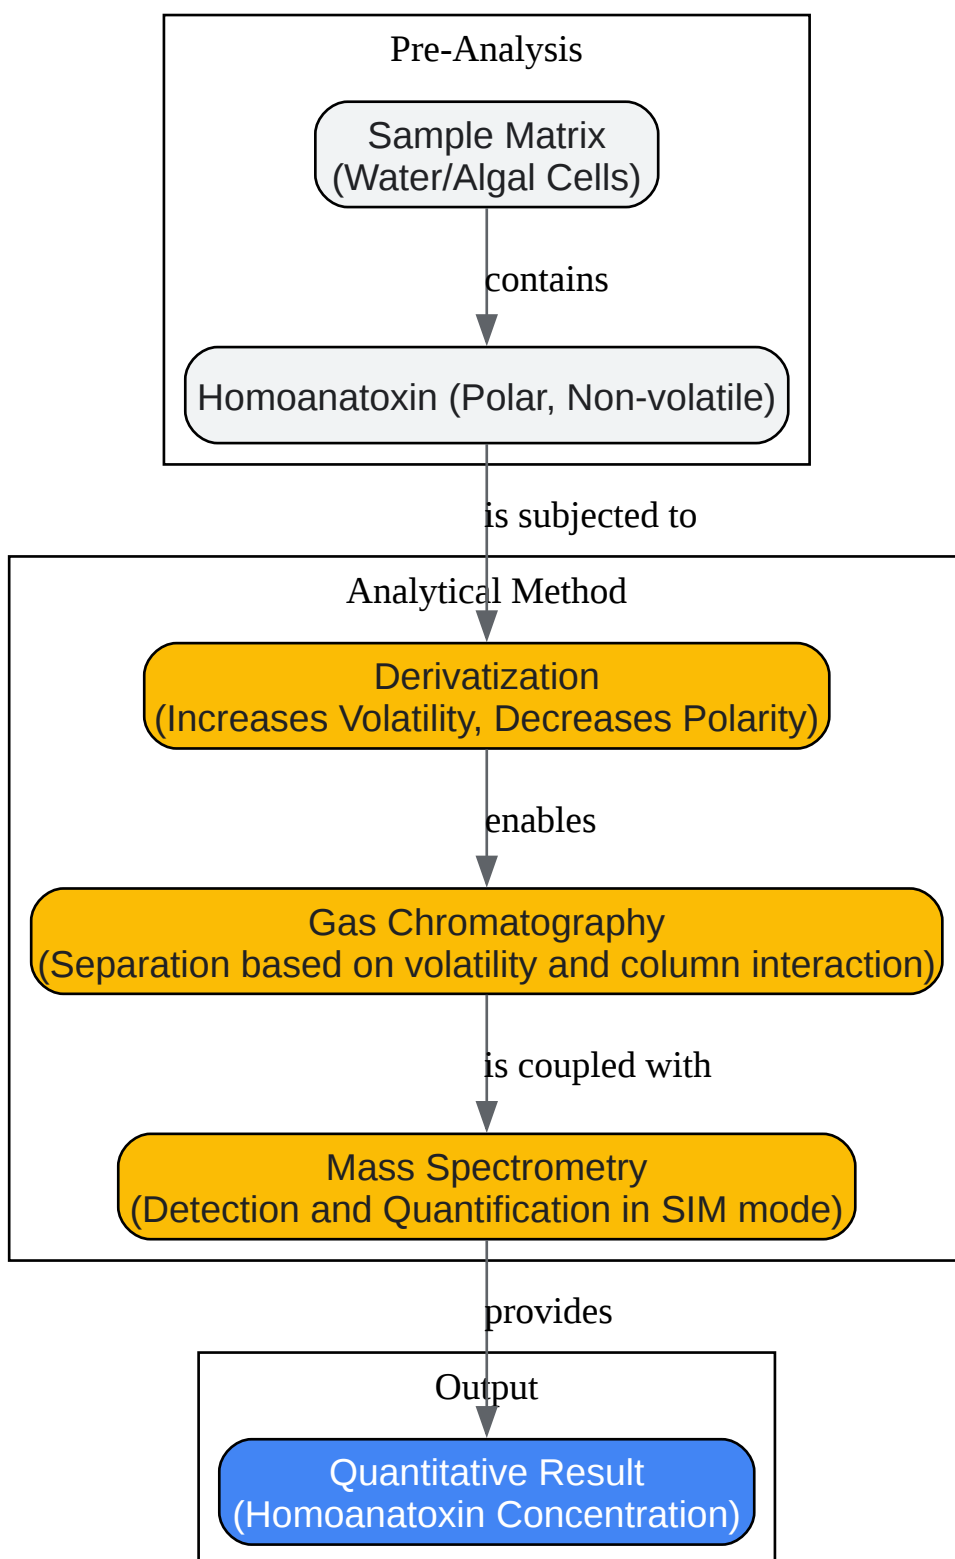 Pre-Analysis
Sample Matrix
(Water/Algal Cells)
contains
Homoanatoxin (Polar, Non-volatile)
is subjected to
Analytical Method
Derivatization
(Increases Volatility, Decreases Polarity)
enables
Gas Chromatography
(Separation based on volatility and column interaction)
is coupled with
Mass Spectrometry
(Detection and Quantification in SIM mode)
provides
Output
Quantitative Result
(Homoanatoxin Concentration)